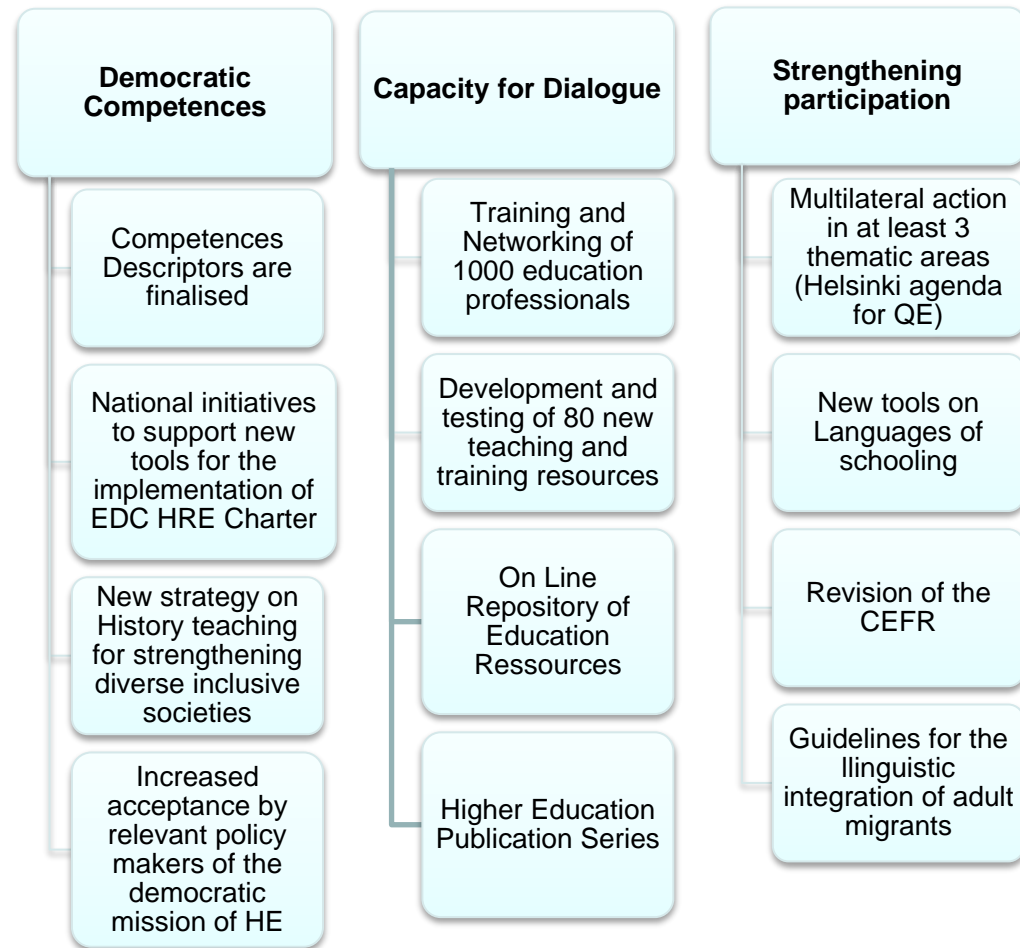 Democratic
Competences
Competences
Descriptors are
finalised
National initiatives
to support new
tools for the
implementation of
EDC HRE Charter
New strategy on
History teaching
for strengthening
diverse inclusive
societies
Increased
acceptance by
relevant policy
makers of the
democratic
mission of HE
Capacity for Dialogue
Training and
Networking of
1000 education
professionals
Development and
testing of 80 new
teaching and
training resources
On Line
Repository of
Education
Ressources
Higher Education
Publication Series
Strengthening
participation
Multilateral action
in at least 3
thematic areas
(Helsinki agenda
for QE)
New tools on
Languages of
schooling
Revision of the
CEFR
Guidelines for the
llinguistic
integration of adult
migrants